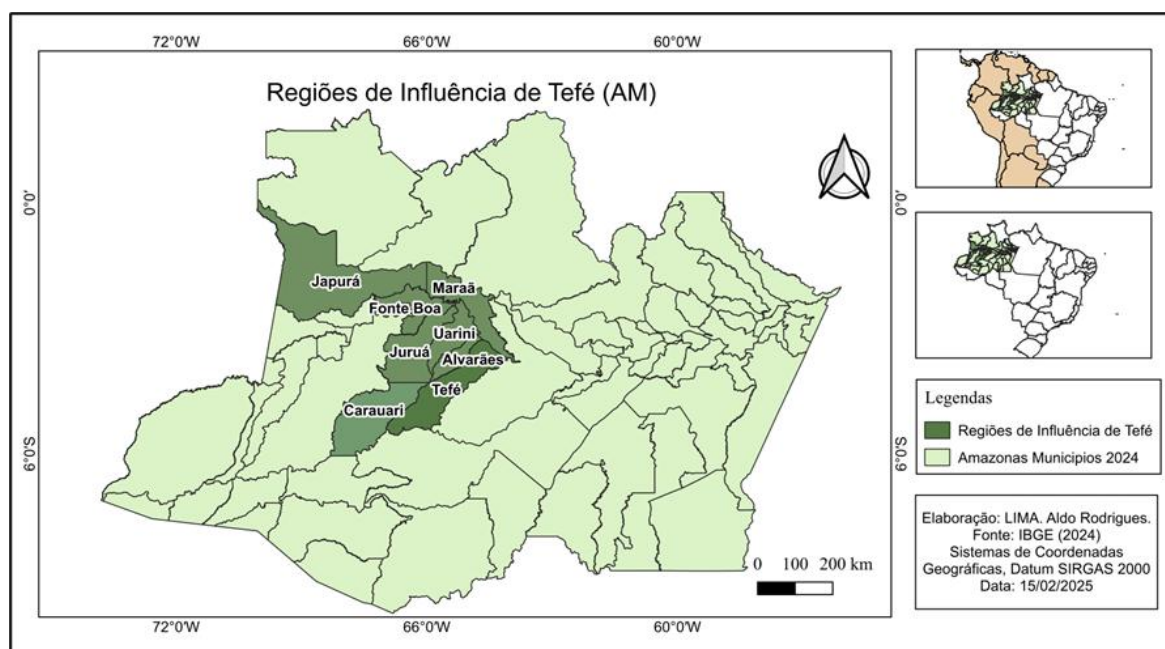 72°0'W 66°0'W 60°0'W
Regiões de Influência de Tefé (AM)
0°0' 0°0'
Japurá
Maraã
Fonte Boa
Uarini
Juruá
Alvarães
Tefé
Carauari
6°0'S 6°0'S
0 100 200 km
72°0'W 66°0'W 60°0'W
Legendas
Regiões de Influência de Tefé
Amazonas Municipios 2024
Elaboração: LIMA. Aldo Rodrigues.
Fonte: IBGE (2024)
Sistemas de Coordenadas
Geográficas, Datum SIRGAS 2000
Data: 15/02/2025